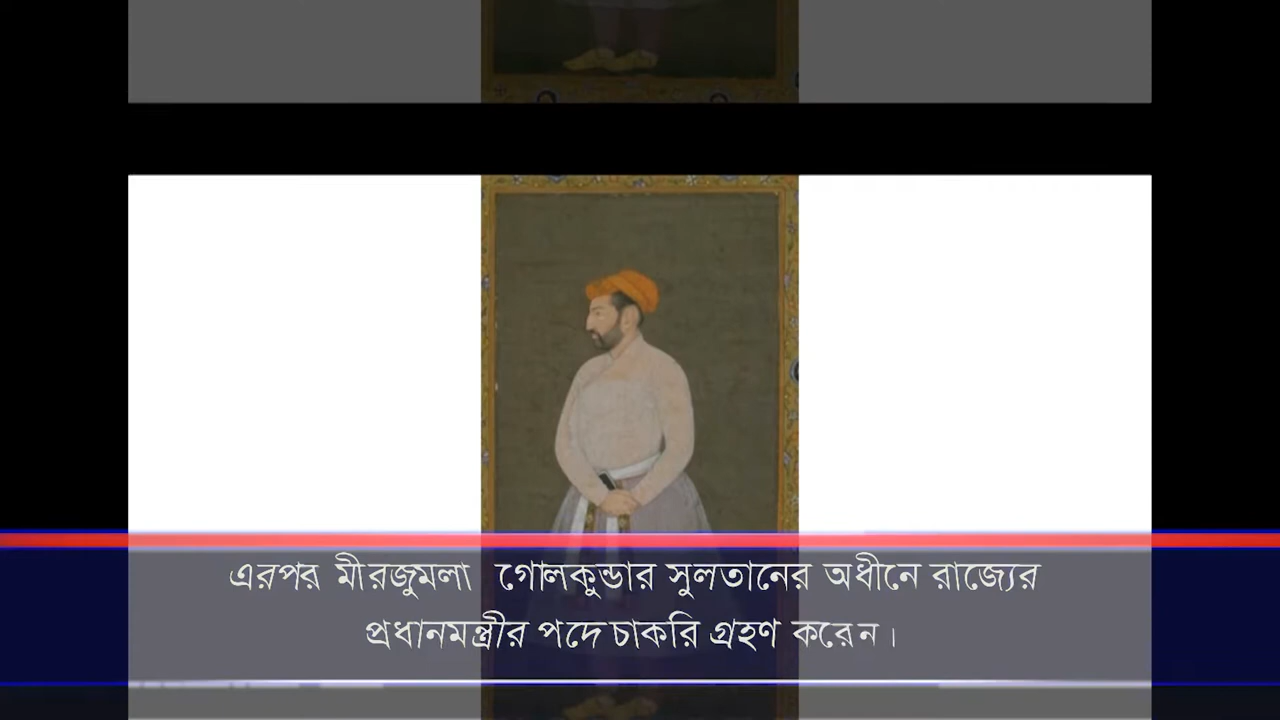 এরপর মীরজুমলা গোলকুন্ডার সুলতানের অধীনে রাজ্যের
প্রধানমন্ত্রীর পদে চাকরি গ্রহণ করেন।